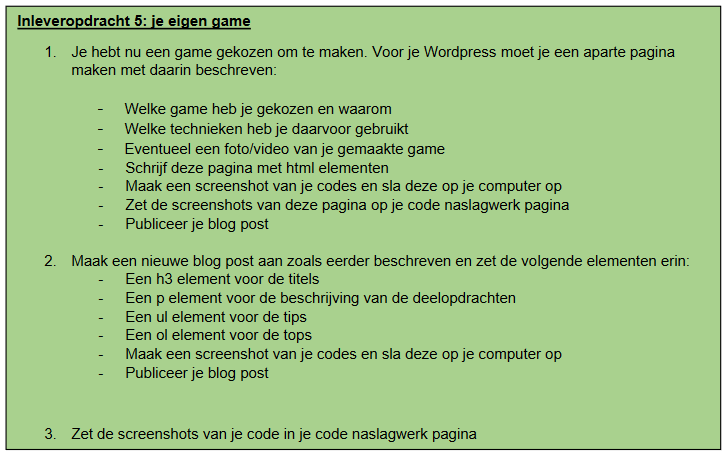 Inleveropdracht 5: je eigen game
1. Je hebt nu een game gekozen om te maken. Voor je Wordpress moet je een aparte pagina
maken met daarin beschreven:
- Welke game heb je gekozen en waarom
- Welke technieken heb je daarvoor gebruikt
- Eventueel een foto/video van je gemaakte game
- Schrijf deze pagina met html elementen
- Maak een screenshot van je codes en sla deze op je computer op
- Zet de screenshots van deze pagina op je code naslagwerk pagina
- Publiceer je blog post
2. Maak een nieuwe blog post aan zoals eerder beschreven en zet de volgende elementen erin:
- Een h3 element voor de titels
- Een p element voor de beschrijving van de deelopdrachten
- Een ul element voor de tips
- Een ol element voor de tops
- Maak een screenshot van je codes en sla deze op je computer op
- Publiceer je blog post
3. Zet de screenshots van je code in je code naslagwerk pagina